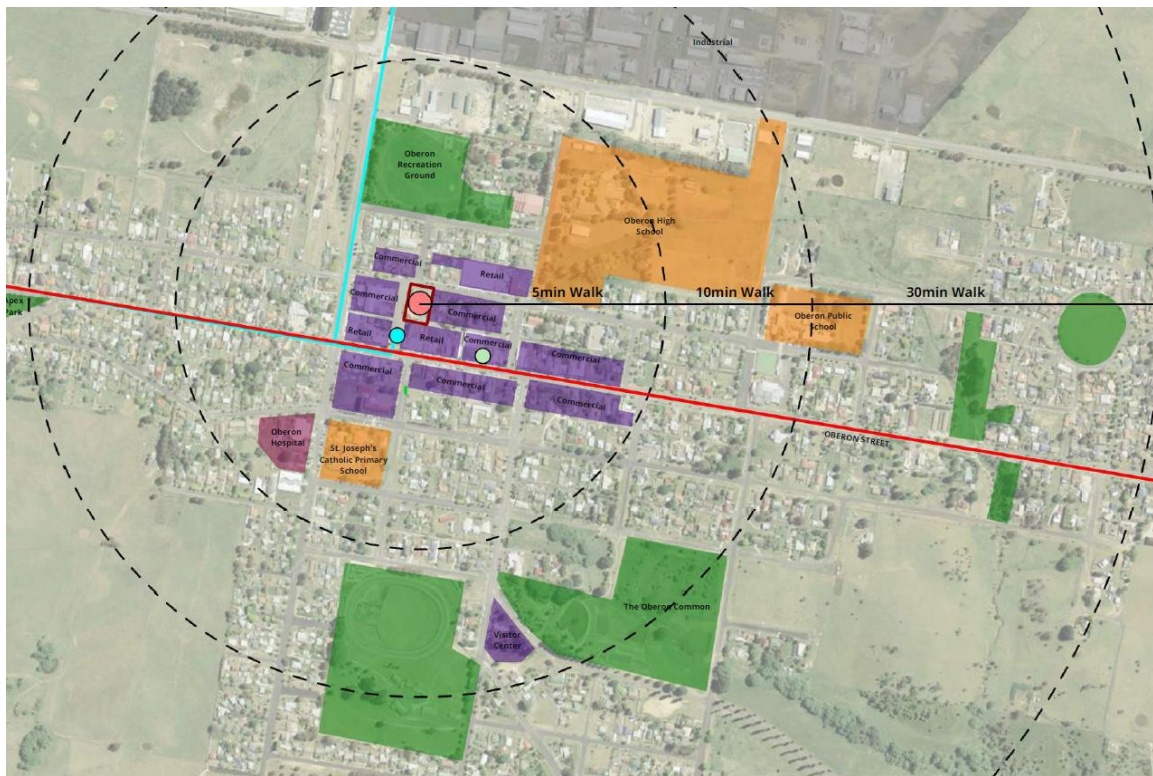 Industrial
Oberon
Recreation
Ground
Oberon High
School
Commercial
Retail
5min Walk
10min Walk
30min Walk
Commercial
Commercial
Apex
Park
Oberon Public
School
Retail
Retail
Commercial
Commercial
Commercial
Commercial
Commercial
OBERON STREET
Oberon
Hospital
St. Joseph's
Catholic Primary
School
The Oberon Common
Visitor
Center